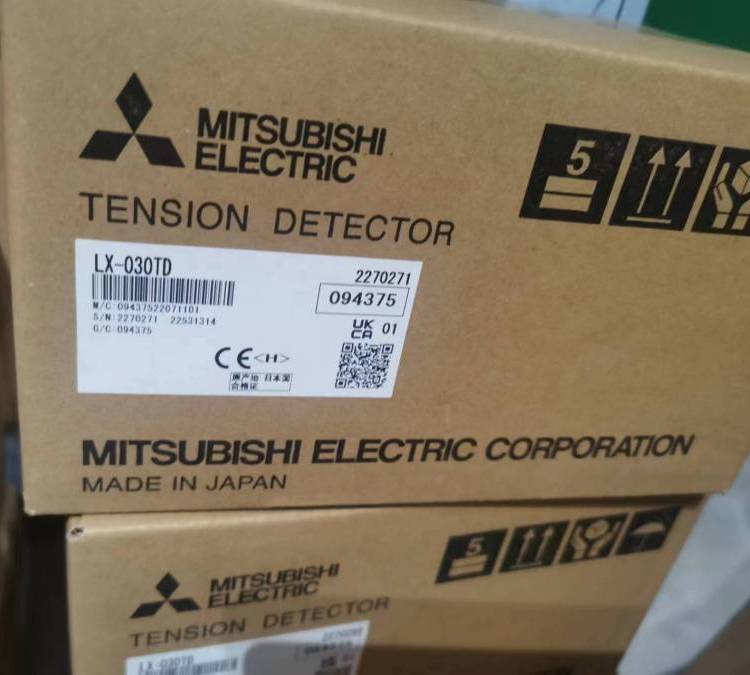 MITSUBISHI
ELECTRIC
5
TENSION DETECTOR
LX-030TD
2270271
094375
M/C:09437522071101
S/N:2270271 22531314
G/C:094375
UK
CA 01
CE <H>
原产地 日本国
合格证
MITSUBISHI ELECTRIC CORPORATION
MADE IN JAPAN
5
MITSUBISHI
ELECTRIC
TENSION DETECTOR
LX-030TD